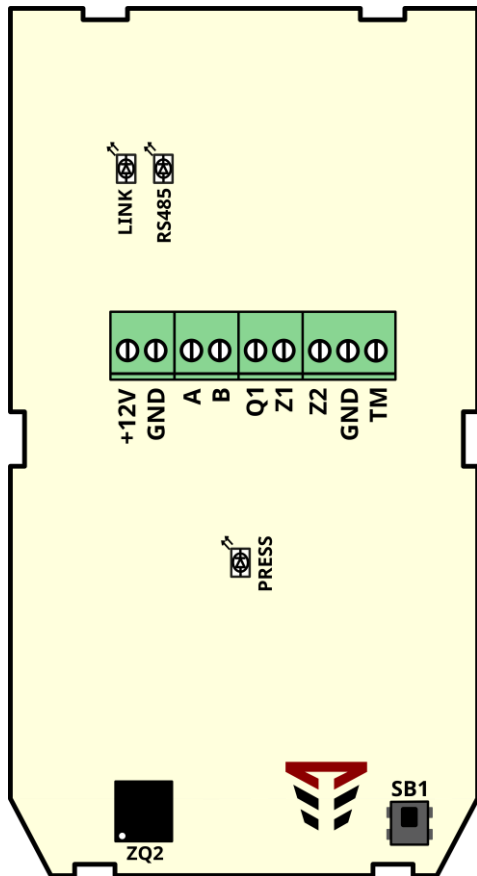 LINK
RS485
+12V
GND
A
B
Q1
Z1
Z2
GND
TM
PRESS
SB1
ZQ2